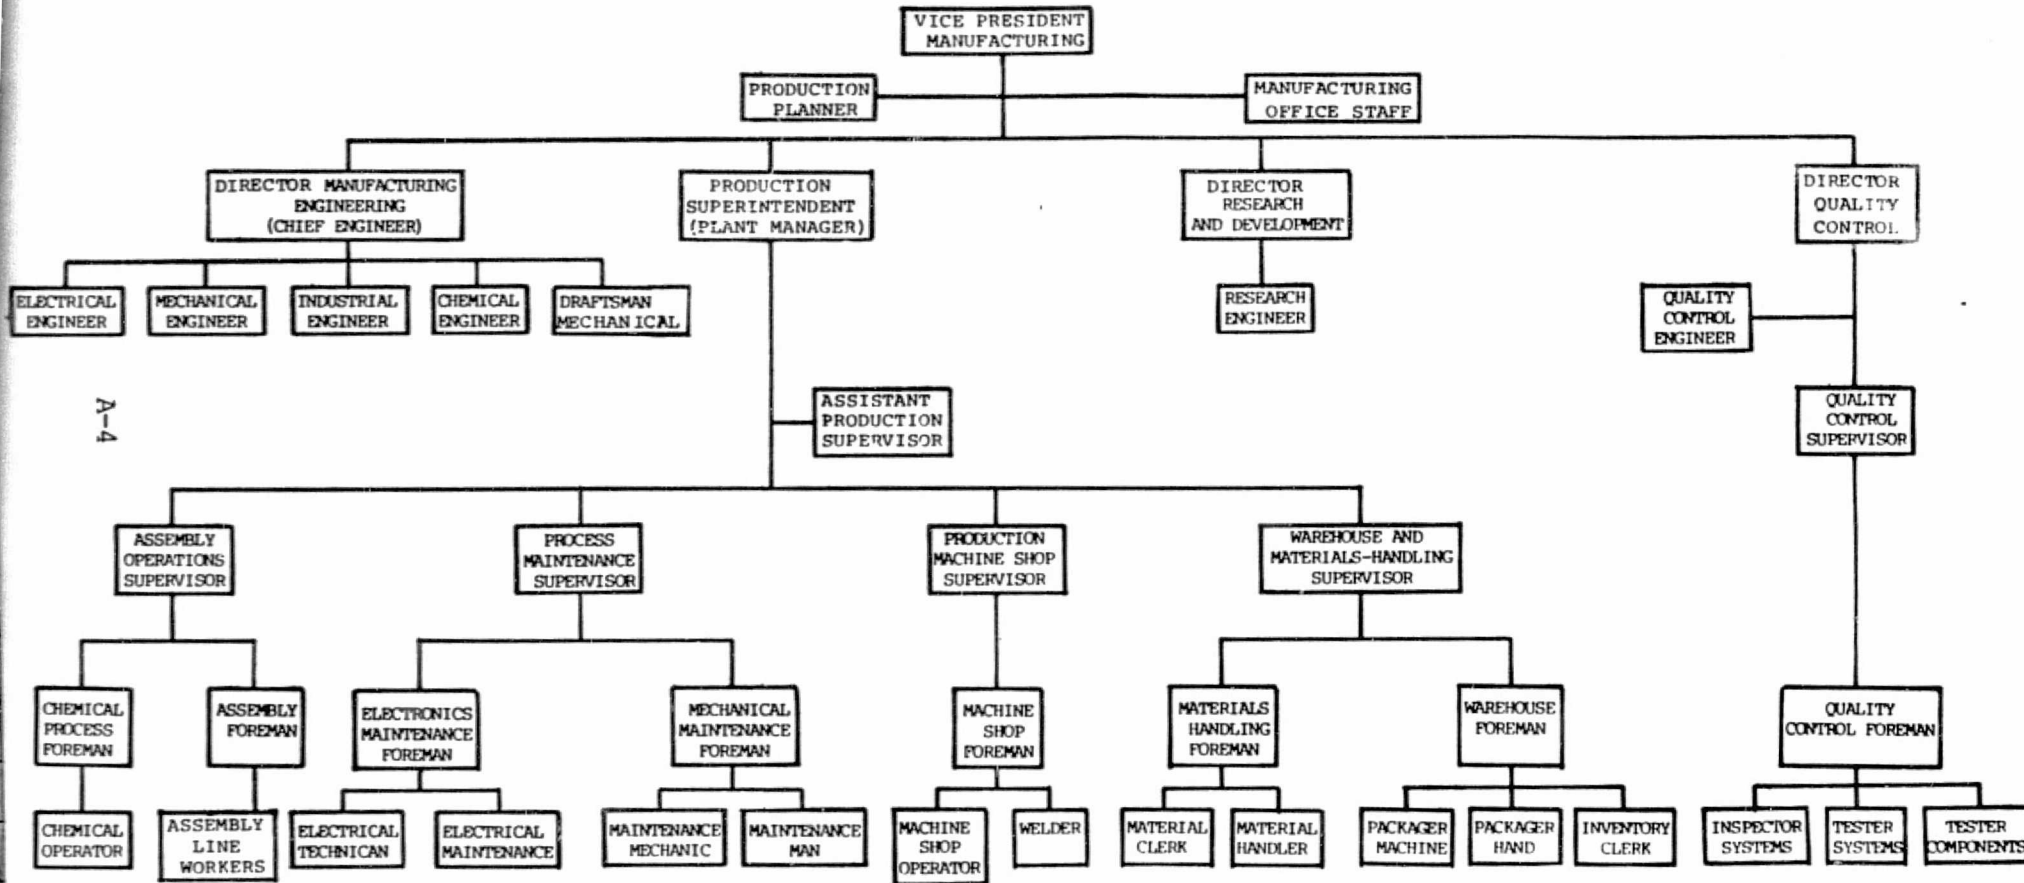 VICE PRESIDENT
MANUFACTURING
PRODUCTION
PLANNER
MANUFACTURING
OFFICE STAFF
DIRECTOR MANUFACTURING
ENGINEERING
(CHIEF ENGINEER)
PRODUCTION
SUPERINTENDENT
(PLANT MANAGER)
DIRECTOR
RESEARCH
AND DEVELOPMENT
DIRECTOR
QUALITY
CONTROL
ELECTRICAL
ENGINEER
MECHANICAL
ENGINEER
INDUSTRIAL
ENGINEER
CHEMICAL
ENGINEER
DRAFTSMAN
MECHANICAL
RESEARCH
ENGINEER
QUALITY
CONTROL
ENGINEER
A-4
ASSISTANT
PRODUCTION
SUPERVISOR
QUALITY
CONTROL
SUPERVISOR
ASSEMBLY
OPERATIONS
SUPERVISOR
PROCESS
MAINTENANCE
SUPERVISOR
PRODUCTION
MACHINE SHOP
SUPERVISOR
WAREHOUSE AND
MATERIALS-HANDLING
SUPERVISOR
CHEMICAL
PROCESS
FOREMAN
ASSEMBLY
FOREMAN
ELECTRONICS
MAINTENANCE
FOREMAN
MECHANICAL
MAINTENANCE
FOREMAN
MACHINE
SHOP
FOREMAN
MATERIALS
HANDLING
FOREMAN
WAREHOUSE
FOREMAN
QUALITY
CONTROL FOREMAN
CHEMICAL
OPERATOR
ASSEMBLY
LINE
WORKERS
ELECTRICAL
TECHNICAN
ELECTRICAL
MAINTENANCE
MAINTENANCE
MECHANIC
MAINTENANCE
MAN
MACHINE
SHOP
OPERATOR
WELDER
MATERIAL
CLERK
MATERIAL
HANDLER
PACKAGER
MACHINE
PACKAGER
HAND
INVENTORY
CLERK
INSPECTOR
SYSTEMS
TESTER
SYSTEMS
TESTER
COMPONENTS